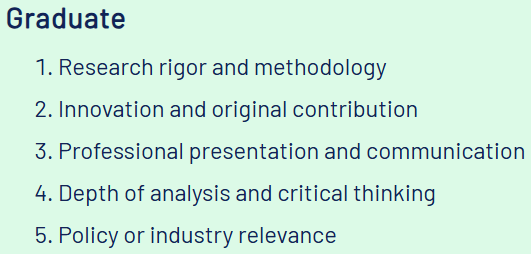 Graduate
1. Research rigor and methodology
2. Innovation and original contribution
3. Professional presentation and communication
4. Depth of analysis and critical thinking
5. Policy or industry relevance